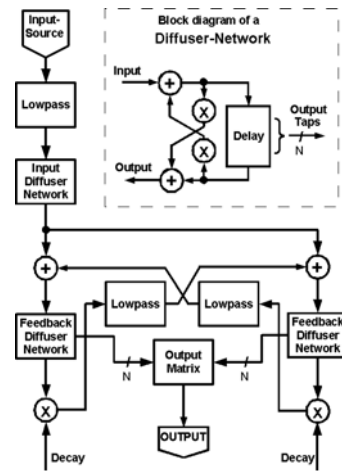 Input-
Source
Block diagram of a
Diffuser-Network
Input
+
X
Delay
Output
Taps
N
X
Output
+
Lowpass
Input
Diffuser
Network
+
+
Lowpass
Lowpass
Feedback
Diffuser
Network
Output
Matrix
Feedback
Diffuser
Network
N
N
X
X
OUTPUT
Decay
Decay